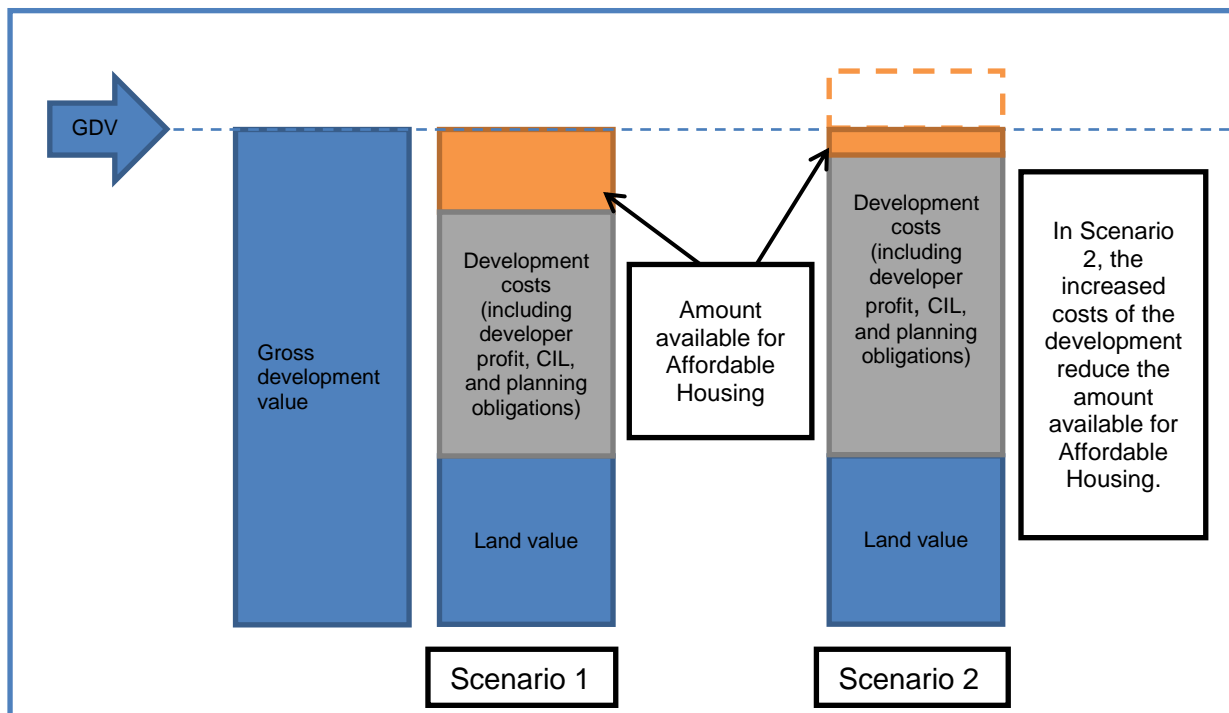 GDV
Gross
development
value
Development
costs
(including
developer
profit, CIL,
and planning
obligations)
Land value
Scenario 1
Amount
available for
Affordable
Housing
Development
costs
(including
developer
profit, CIL,
and planning
obligations)
Land value
Scenario 2
In Scenario
2, the
increased
costs of the
development
reduce the
amount
available for
Affordable
Housing.